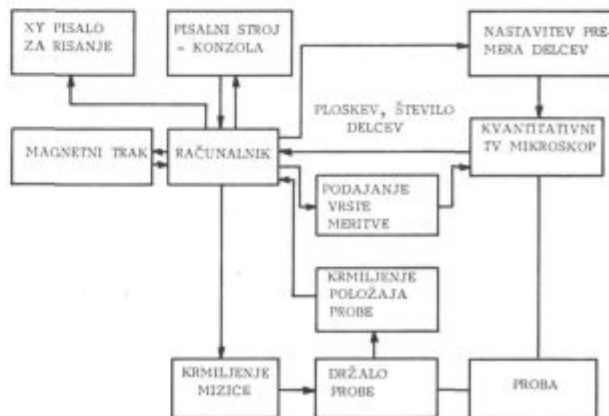 XY PISALO
ZA RISANJE
PISALNI STROJ
- KONZOLA
NASTAVITEV PRE-
MERA DELCEV
PLOSKEV, ŠTEVILO
DELCEV
MAGNETNI TRAK
RAČUNALNIK
KVANTITATIVNI
TV MIKROSKOP
PODAJANJE
VRSTE
MERITVE
KRMILJENJE
POLOŽAJA
PROBE
KRMILJENJE
MIZICE
DRŽALO
PROBE
PROBA